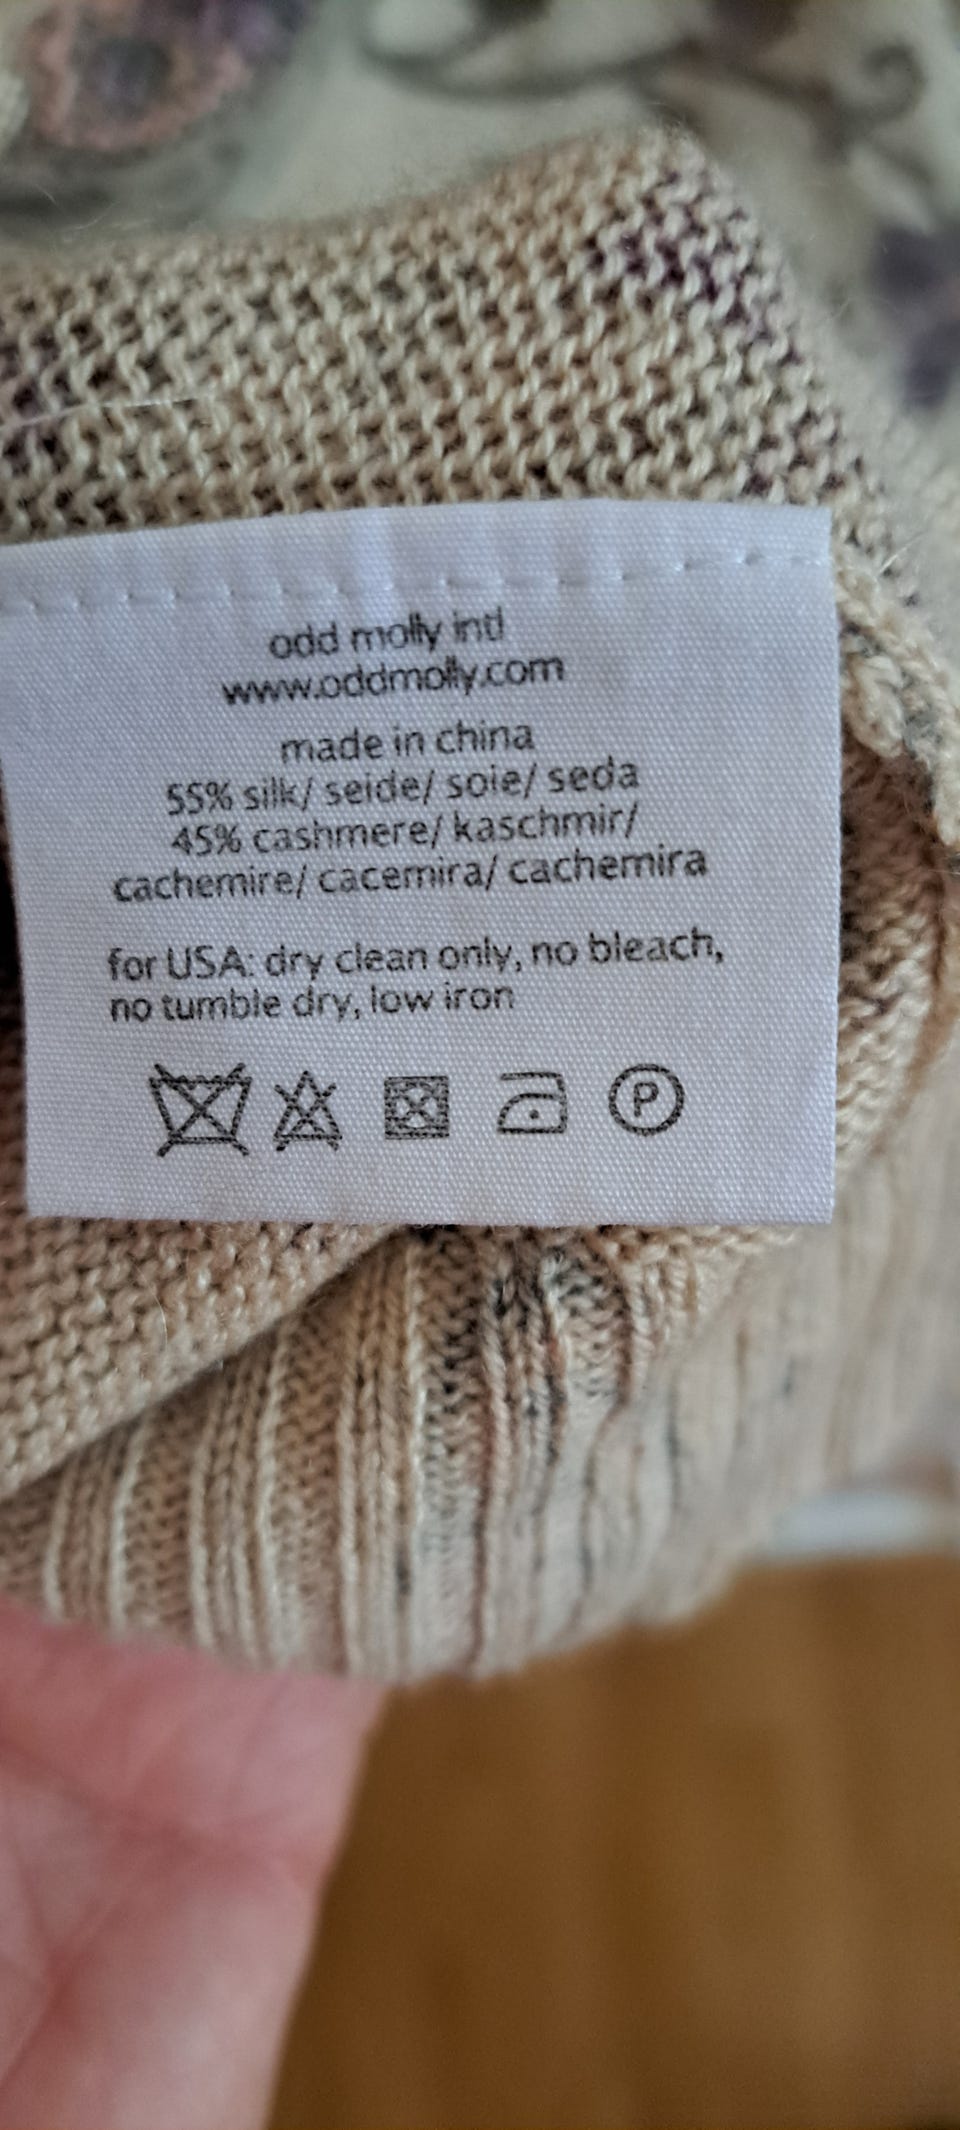 odd molly intl
www.oddmolly.com
made in china
55% silk/ seide/ soie/ seda
45% cashmere/ kaschmir/
cachemire/ cacemira/ cachemira
for USA: dry clean only, no bleach,
no tumble dry, low iron
P